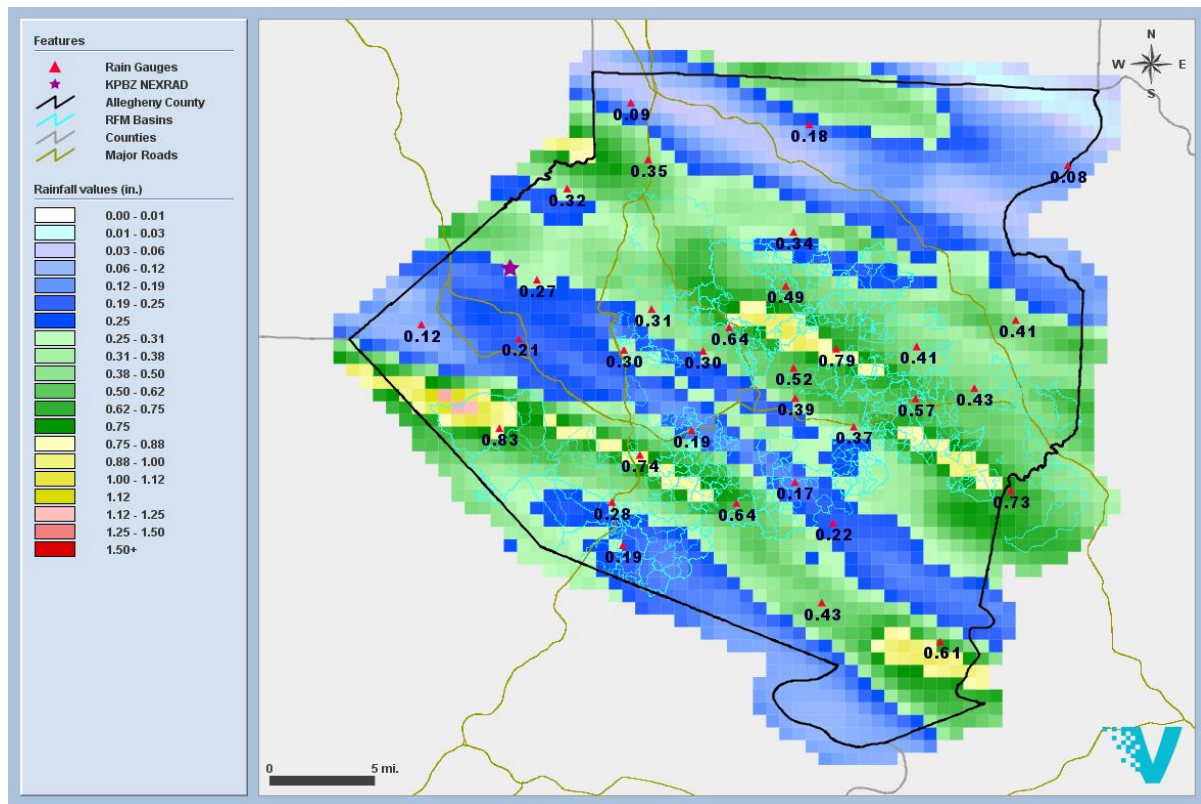 Features
Rain Gauges
KPBZ NEXRAD
Allegheny County
RFM Basins
Counties
Major Roads
Rainfall values (in.)
0.00 - 0.01
0.01 - 0.03
0.03 - 0.06
0.06 - 0.12
0.12 - 0.19
0.19 - 0.25
0.25
0.25 - 0.31
0.31 - 0.38
0.38 - 0.50
0.50 - 0.62
0.62 - 0.75
0.75
0.75 - 0.88
0.88 - 1.00
1.00 - 1.12
1.12
1.12 - 1.25
1.25 - 1.50
1.50+
N
W E
S
0.09
0.18
0.35
0.08
0.32
0.34
0.27
0.49
0.31
0.41
0.12
0.64
0.21
0.30
0.30
0.79
0.41
0.52
0.39
0.43
0.57
0.83
0.19
0.37
0.74
0.17
0.73
0.28
0.64
0.22
0.19
0.43
0.61
0 5 mi.